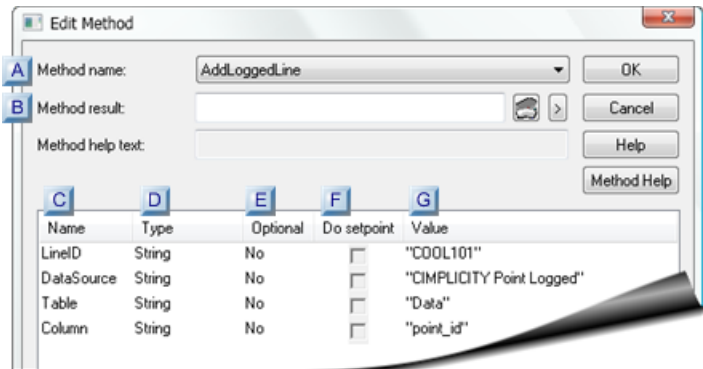 Edit Method
A Method name: AddLoggedLine OK
B Method result: > Cancel
Method help text: Help
Method Help
C D E F G
Name Type Optional Do setpoint Value
LineID String No "COOL101"
DataSource String No "CIMPLICITY Point Logged"
Table String No "Data"
Column String No "point_id"